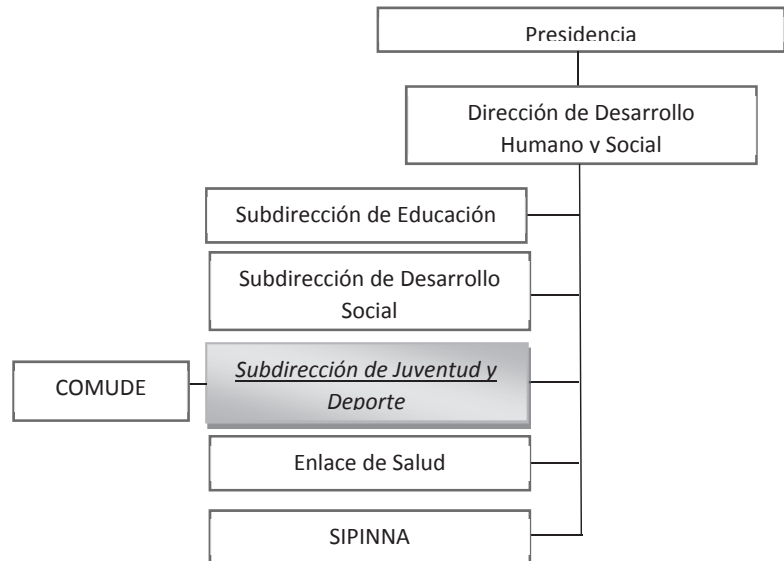 Presidencia
Dirección de Desarrollo
Humano y Social
Subdirección de Educación
Subdirección de Desarrollo
Social
COMUDE
Subdirección de Juventud y
Deporte
Enlace de Salud
SIPINNA